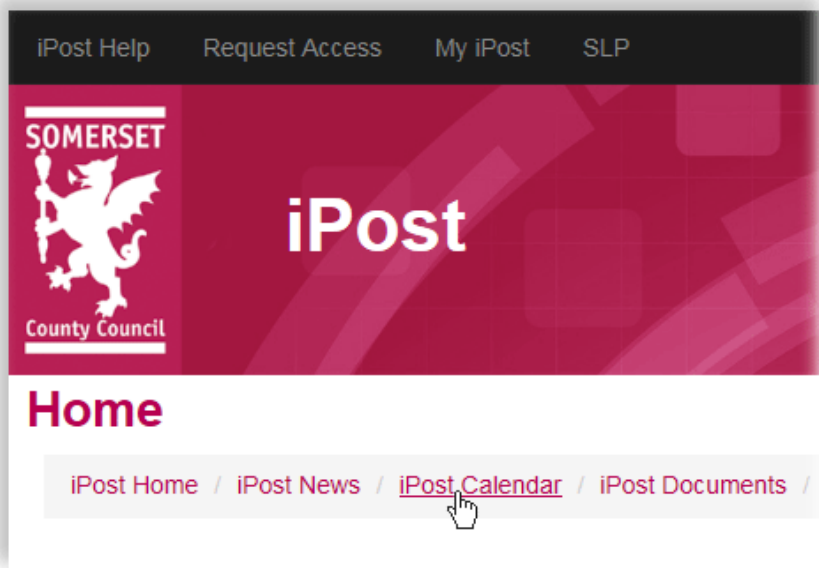 iPost Help Request Access My iPost SLP
SOMERSET
County Council
iPost
Home
iPost Home / iPost News / iPost Calendar / iPost Documents /